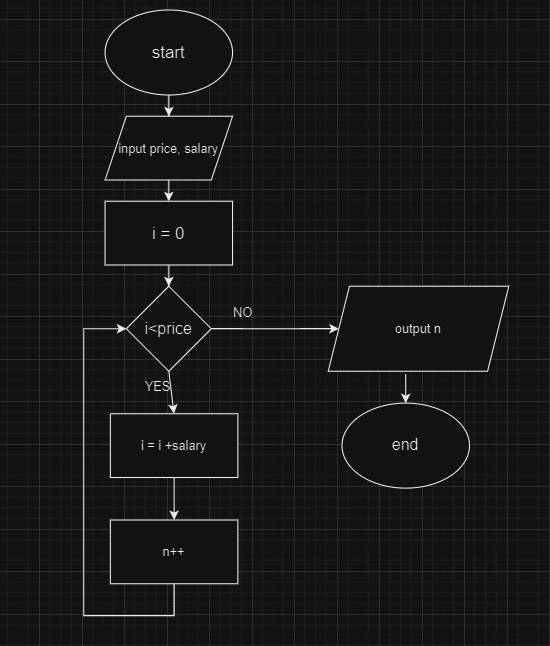 start
input price, salary
i = 0
i<price
NO
output n
YES
i = i +salary
end
n++